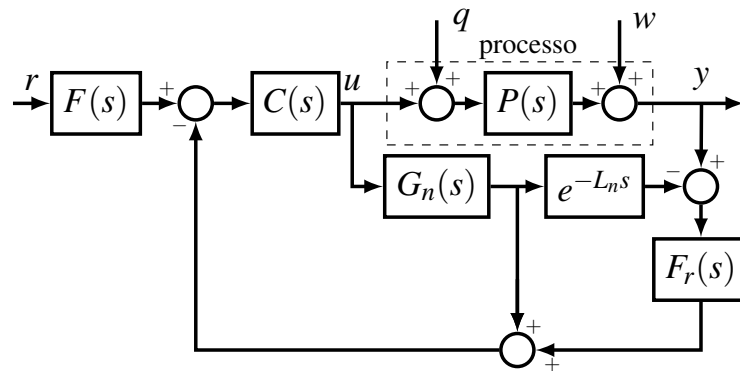 q
w
processo
r
F(s)
+
−
C(s)
u
+
+
P(s)
+
+
y
G_n(s)
e^{-L_n s}
−
+
F_r(s)
+
+